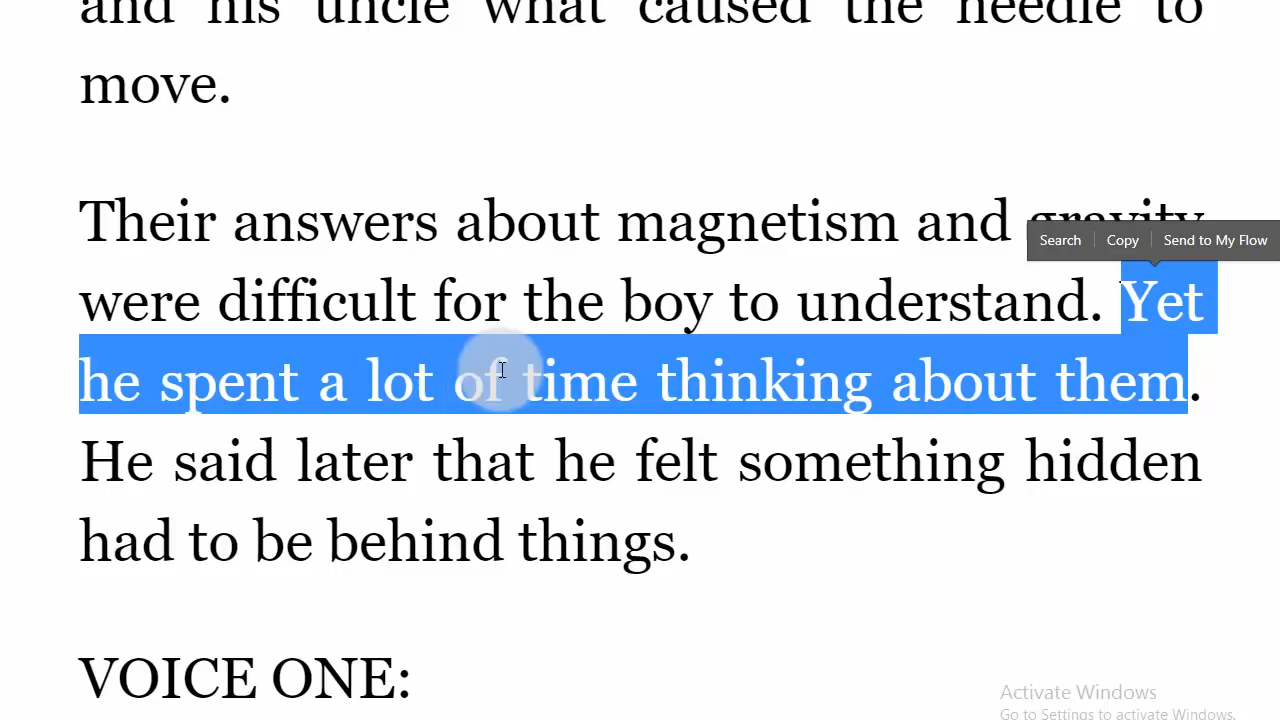 and his uncle what caused the needle to
move.
Their answers about magnetism and gravity
Search Copy Send to My Flow
were difficult for the boy to understand. Yet
he spent a lot of time thinking about them.
He said later that he felt something hidden
had to be behind things.
VOICE ONE:
Activate Windows
Go to Settings to activate Windows.